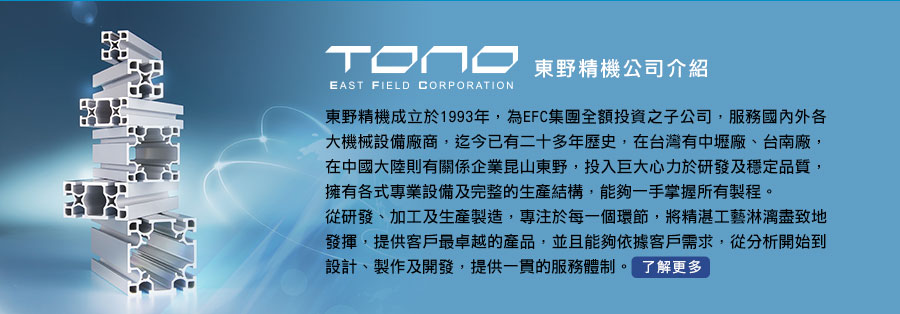 TONO
EAST FIELD CORPORATION
東野精機公司介紹
東野精機成立於1993年，為EFC集團全額投資之子公司，服務國內外各
大機械設備廠商，迄今已有二十多年歷史，在台灣有中壢廠、台南廠，
在中國大陸則有關係企業昆山東野，投入巨大心力於研發及穩定品質，
擁有各式專業設備及完整的生產結構，能夠一手掌握所有製程。
從研發、加工及生產製造，專注於每一個環節，將精湛工藝淋漓盡致地
發揮，提供客戶最卓越的產品，並且能夠依據客戶需求，從分析開始到
設計、製作及開發，提供一貫的服務體制。 了解更多